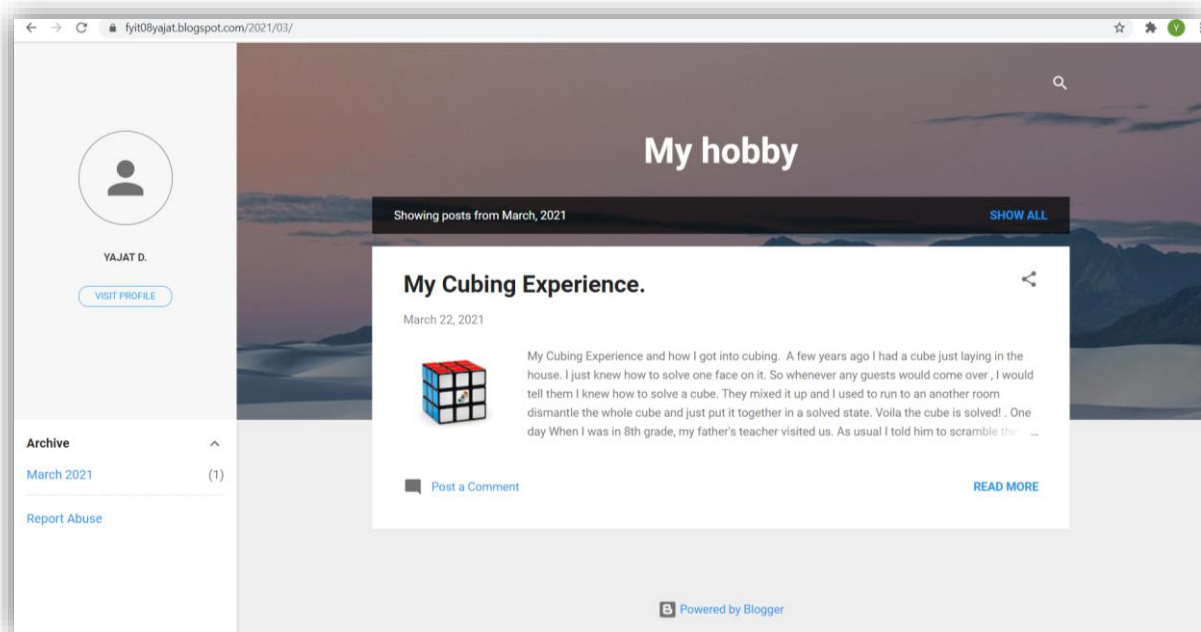 fyit08yajat.blogspot.com/2021/03/
Y
My hobby
Showing posts from March, 2021 SHOW ALL
YAJAT D.
VISIT PROFILE
My Cubing Experience.
March 22, 2021
My Cubing Experience and how I got into cubing. A few years ago I had a cube just laying in the
house. I just knew how to solve one face on it. So whenever any guests would come over , I would
tell them I knew how to solve a cube. They mixed it up and I used to run to an another room
dismantle the whole cube and just put it together in a solved state. Voila the cube is solved! . One
day When I was in 8th grade, my father's teacher visited us. As usual I told him to scramble the ...
Post a Comment READ MORE
Archive
March 2021 (1)
Report Abuse
Powered by Blogger